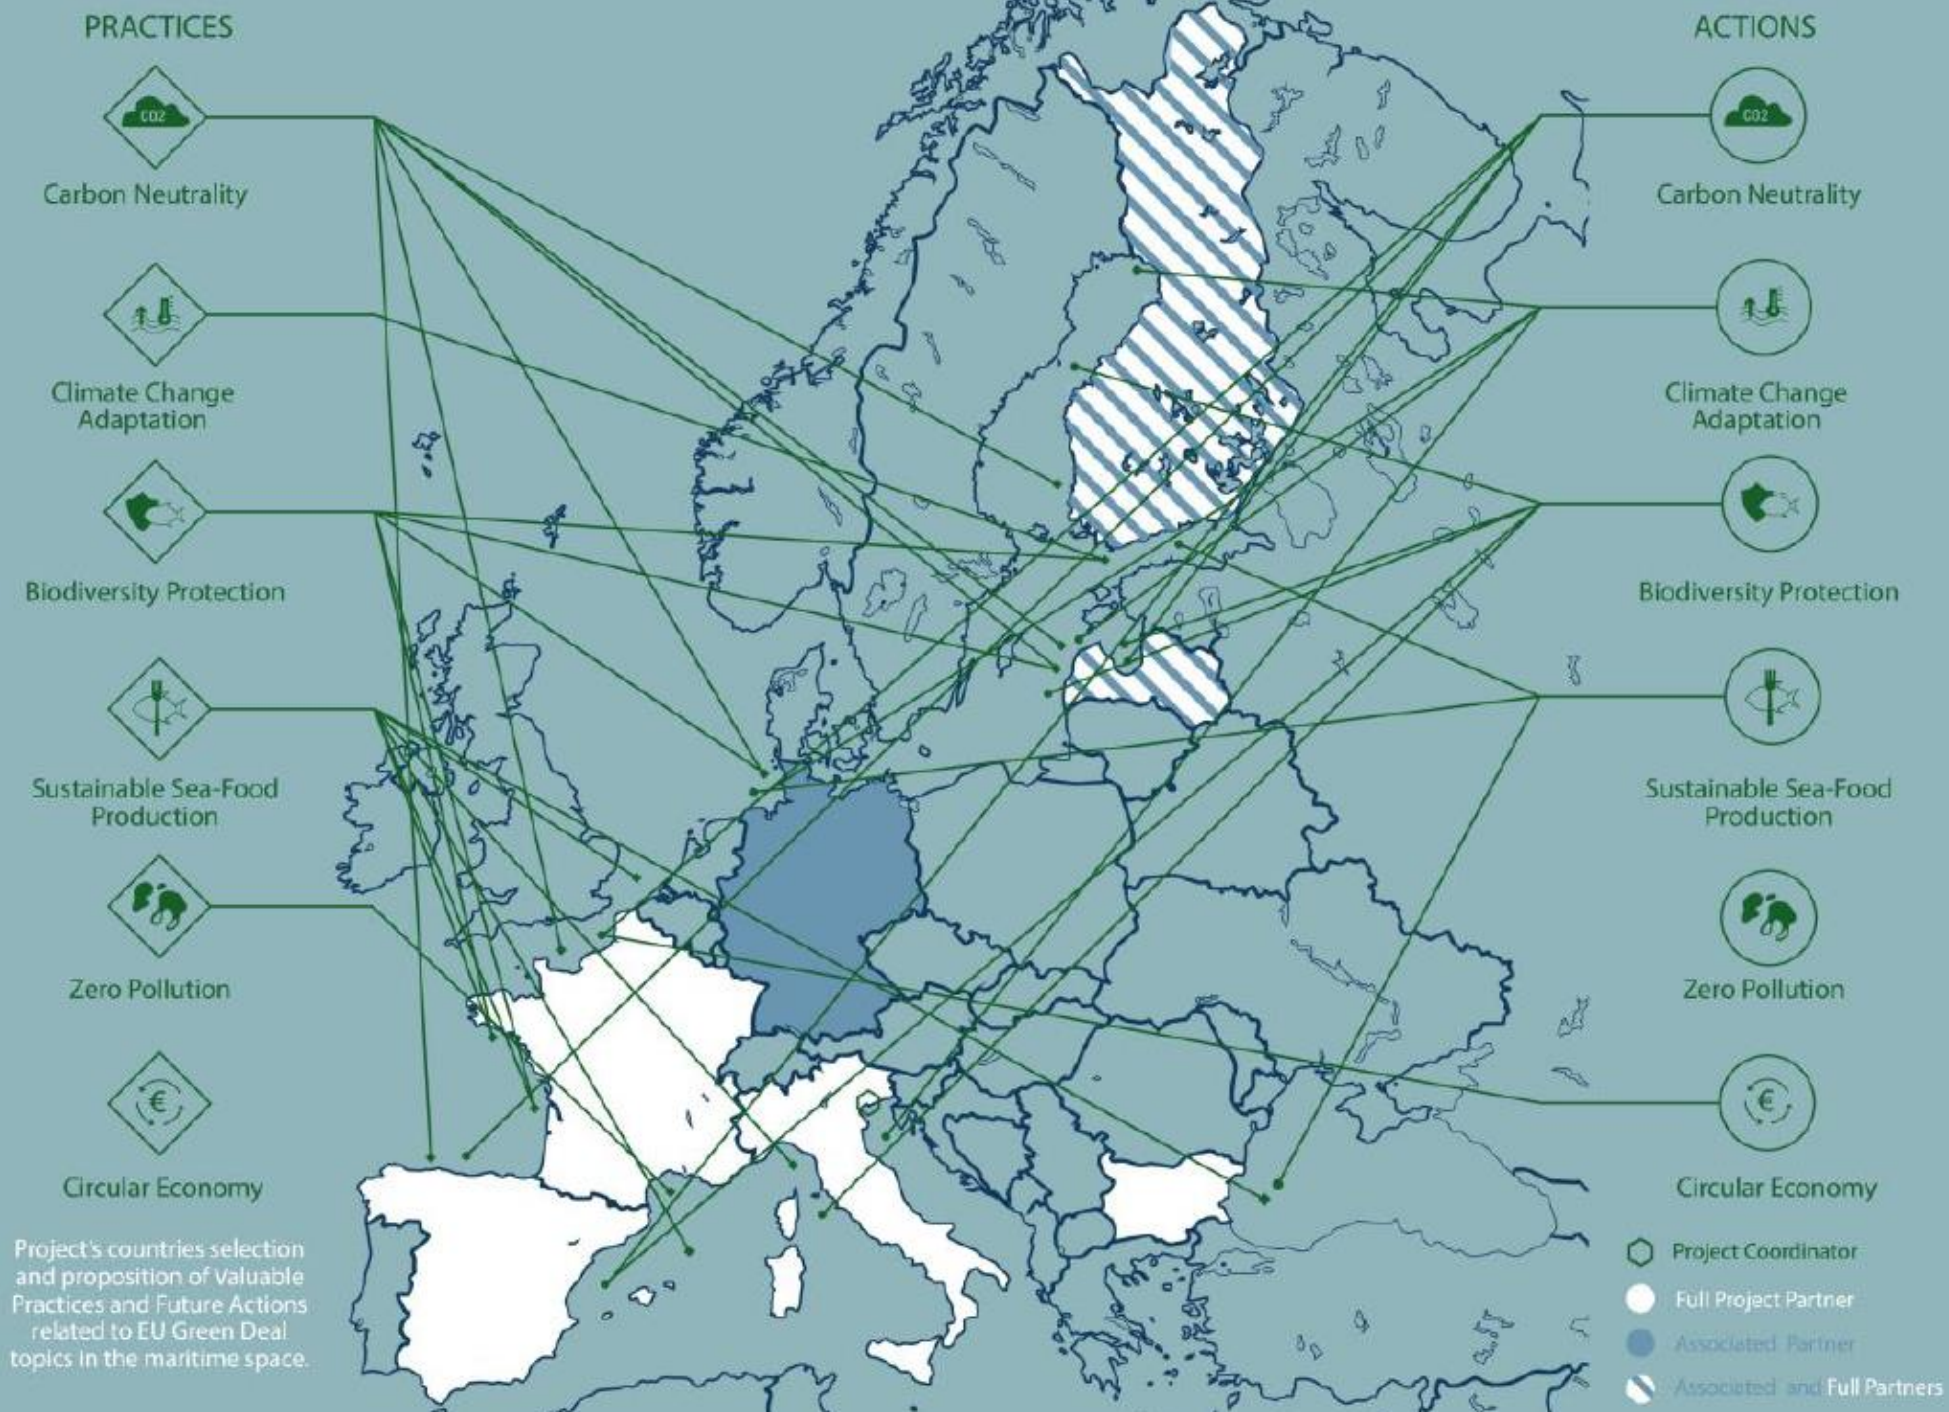 PRACTICES
CO2
Carbon Neutrality
Climate Change
Adaptation
Biodiversity Protection
Sustainable Sea-Food
Production
Zero Pollution
€
Circular Economy
Project's countries selection
and proposition of Valuable
Practices and Future Actions
related to EU Green Deal
topics in the maritime space.
ACTIONS
CO2
Carbon Neutrality
Climate Change
Adaptation
Biodiversity Protection
Sustainable Sea-Food
Production
Zero Pollution
€
Circular Economy
Project Coordinator
Full Project Partner
Associated Partner
Associated and Full Partners